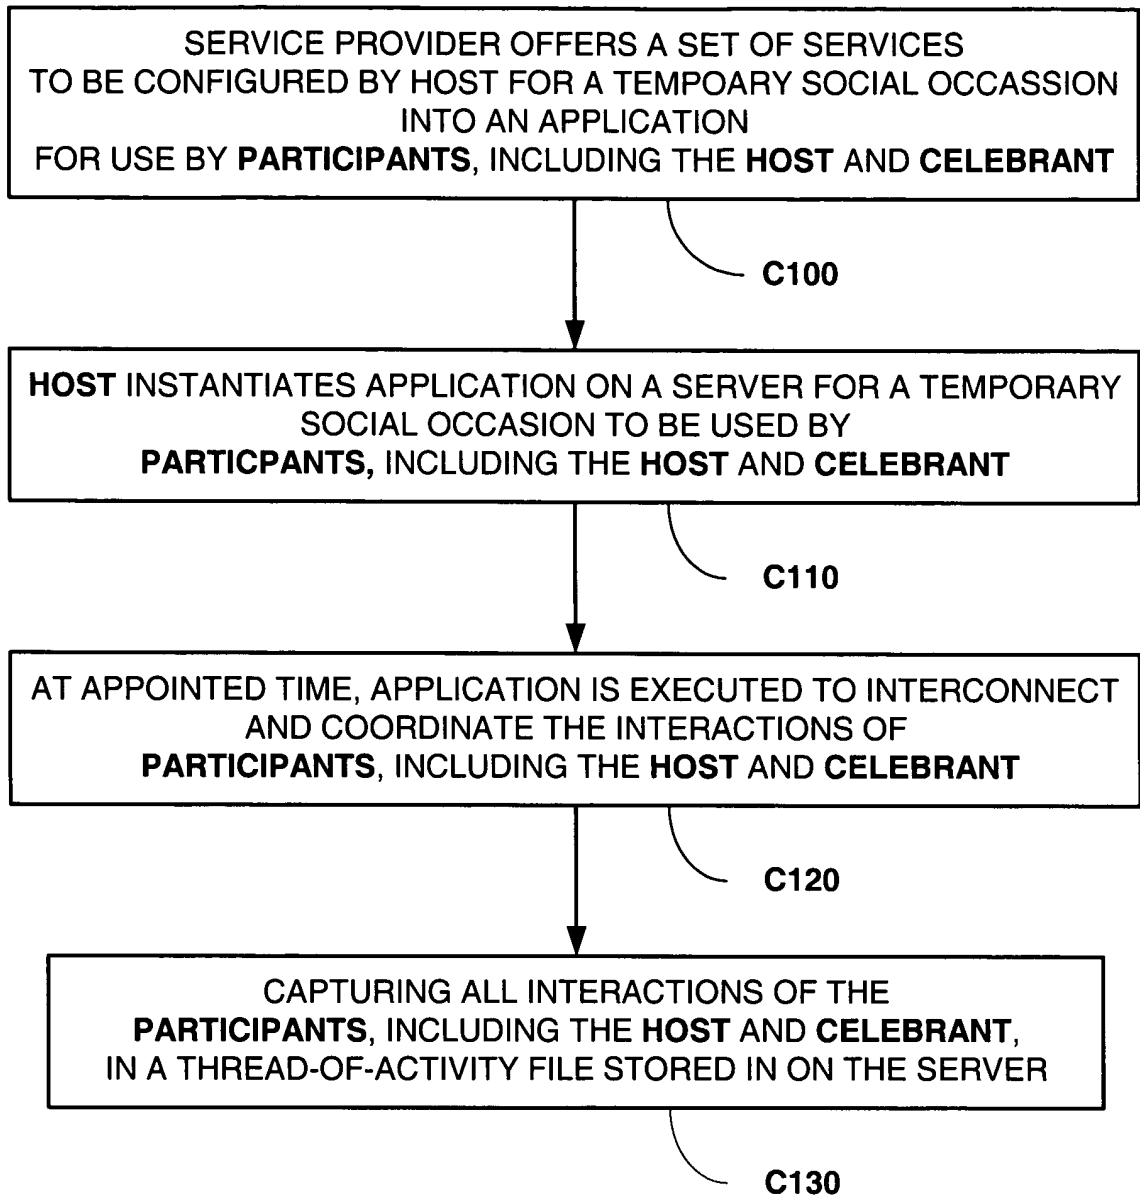 SERVICE PROVIDER OFFERS A SET OF SERVICES
TO BE CONFIGURED BY HOST FOR A TEMPOARY SOCIAL OCCASSION
INTO AN APPLICATION
FOR USE BY PARTICIPANTS, INCLUDING THE HOST AND CELEBRANT
C100
HOST INSTANTIATES APPLICATION ON A SERVER FOR A TEMPORARY
SOCIAL OCCASION TO BE USED BY
PARTICPANTS, INCLUDING THE HOST AND CELEBRANT
C110
AT APPOINTED TIME, APPLICATION IS EXECUTED TO INTERCONNECT
AND COORDINATE THE INTERACTIONS OF
PARTICIPANTS, INCLUDING THE HOST AND CELEBRANT
C120
CAPTURING ALL INTERACTIONS OF THE
PARTICIPANTS, INCLUDING THE HOST AND CELEBRANT,
IN A THREAD-OF-ACTIVITY FILE STORED IN ON THE SERVER
C130